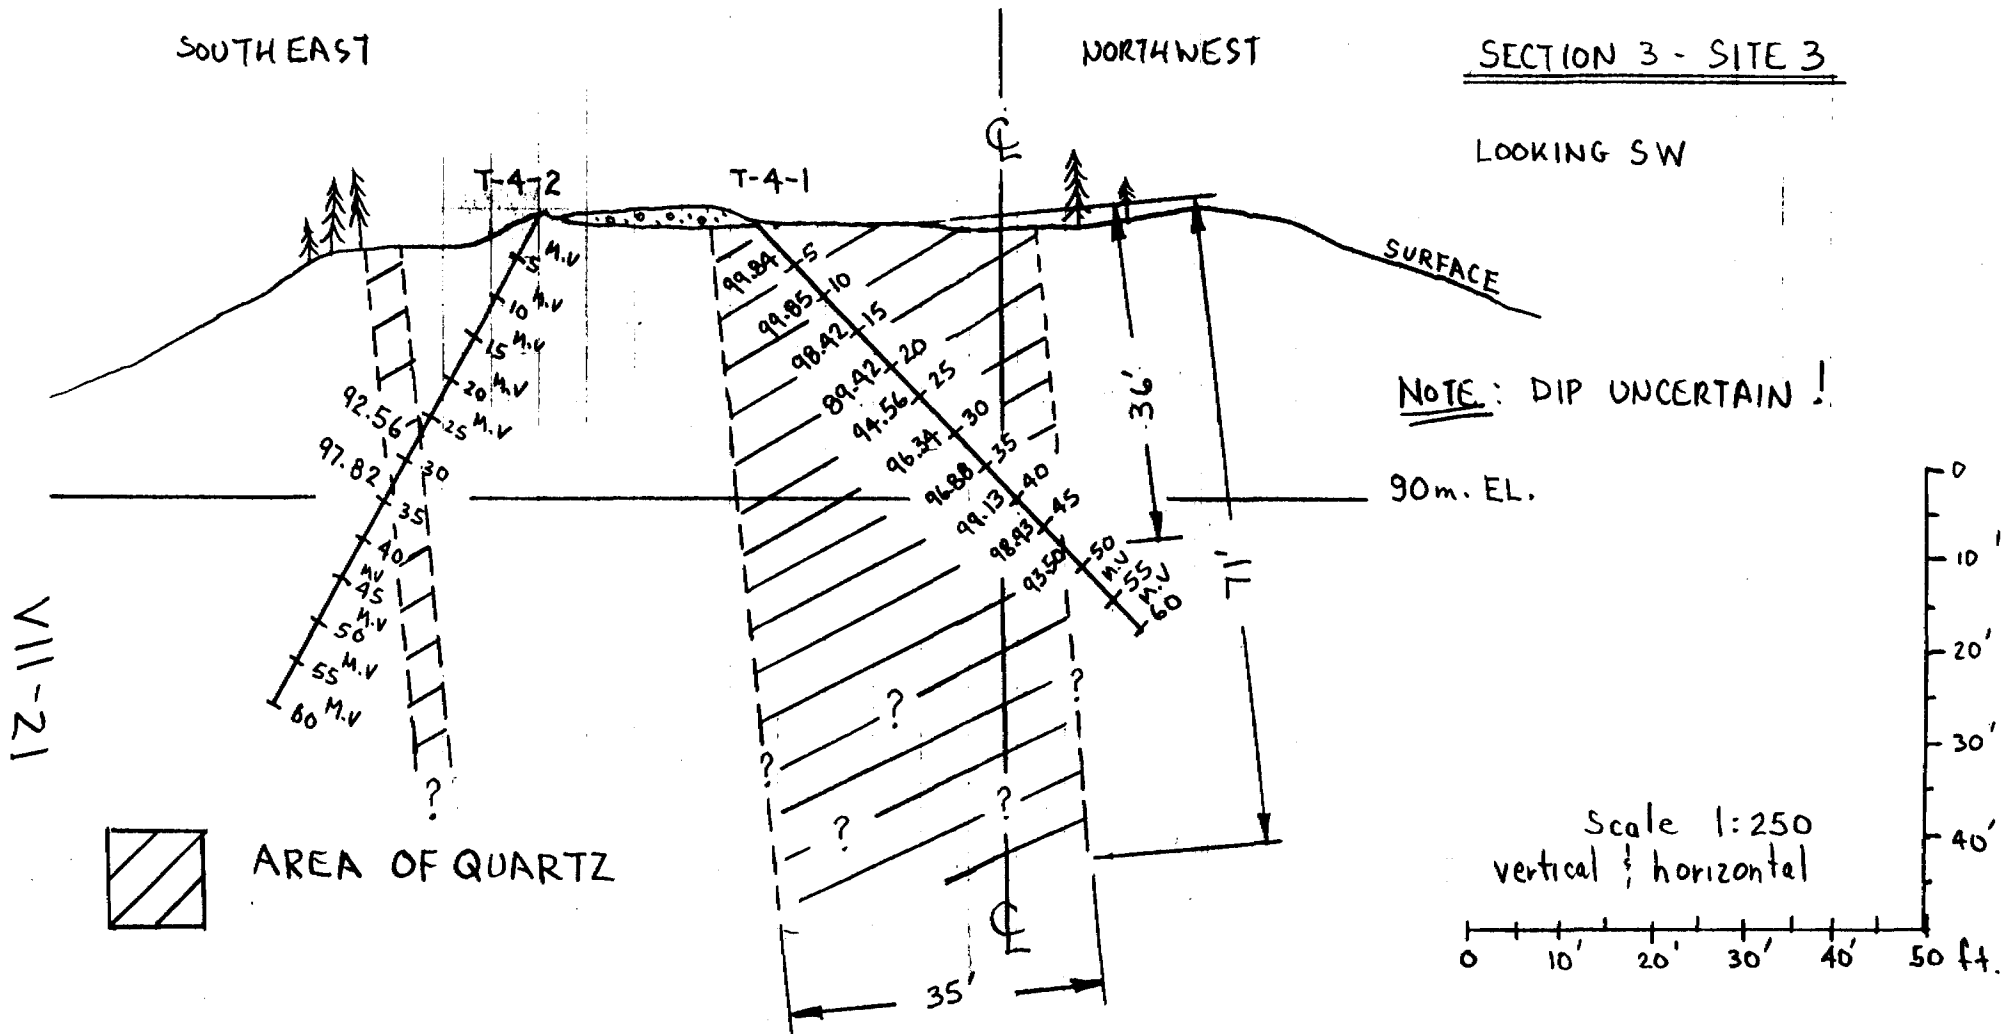 SOUTHEAST
NORTHWEST
SECTION 3 - SITE 3
LOOKING SW
℄
T-4-2
T-4-1
SURFACE
5 M.V
10 M.V
15 M.V
20 M.V
25 M.V
30
35
40
M.V
45
M.V
50
55 M.V
60 M.V
92.56
97.82
99.84
99.85
98.42
89.42
94.56
96.34
96.88
99.13
98.93
93.50
5
10
15
20
25
30
35
40
45
50
M.V
55
M.V
60
36'
71'
NOTE: DIP UNCERTAIN!
90m. EL.
0
10'
20'
30'
40'
VII-21
?
?
?
?
?
?
AREA OF QUARTZ
Scale 1:250
vertical & horizontal
℄
35'
0 10' 20' 30' 40' 50 ft.